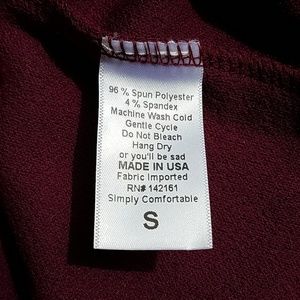 96 % Spun Polyester
4 % Spandex
Machine Wash Cold
Gentle Cycle
Do Not Bleach
Hang Dry
or you'll be sad
MADE IN USA
Fabric Imported
RN# 142161
Simply Comfortable
S